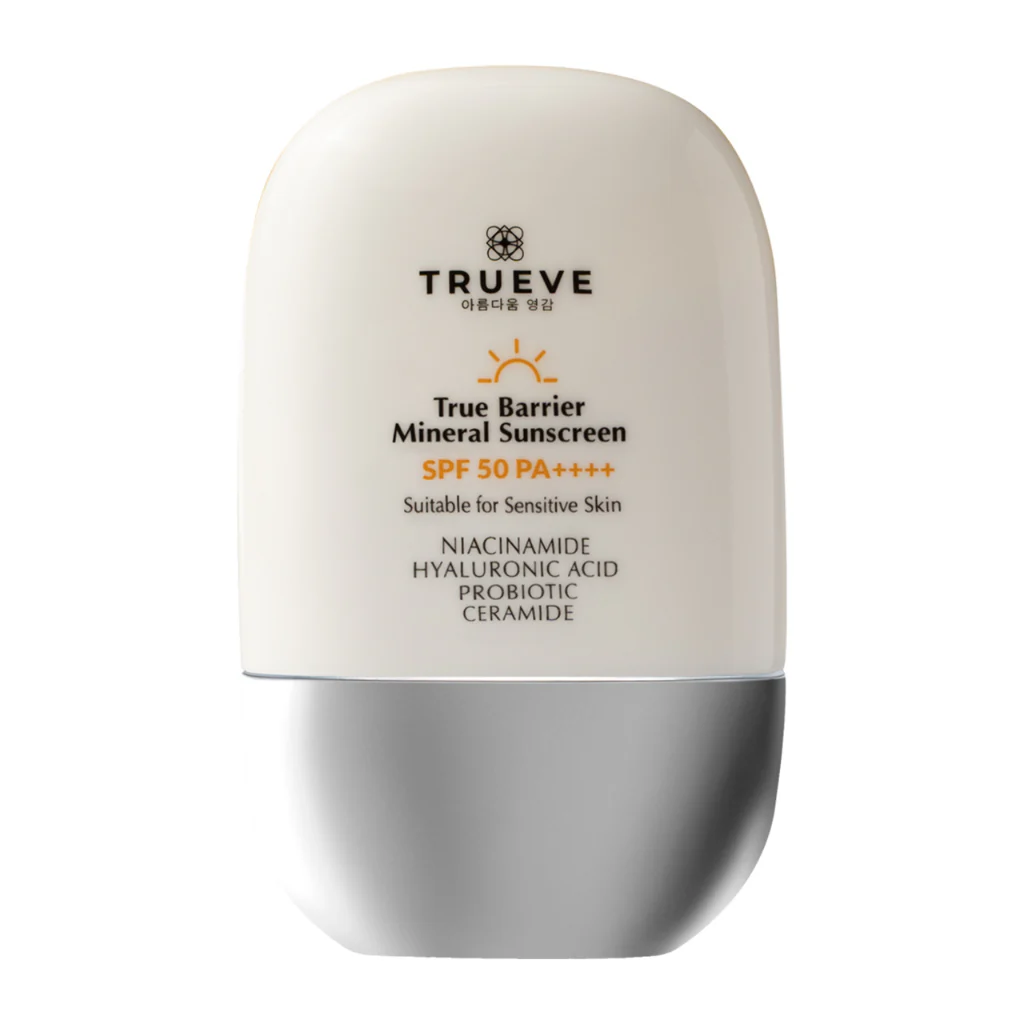 TRUEVE
아름다움 영감
True Barrier
Mineral Sunscreen
SPF 50 PA++++
Suitable for Sensitive Skin
NIACINAMIDE
HYALURONIC ACID
PROBIOTIC
CERAMIDE